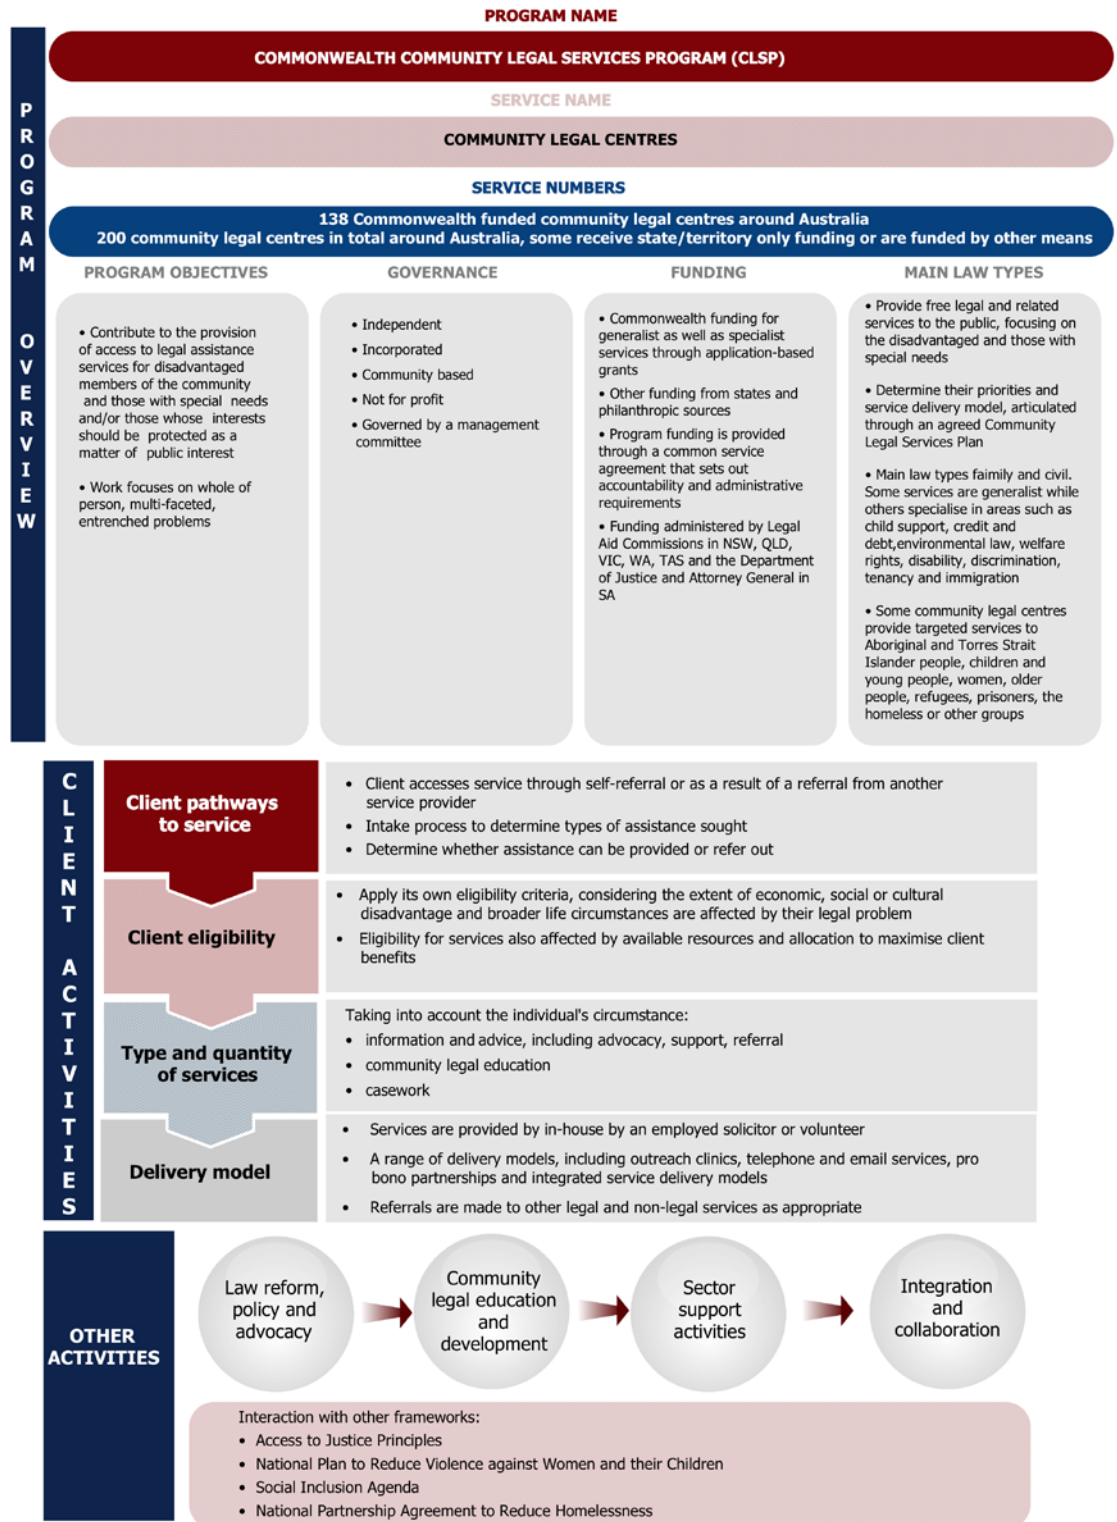 PROGRAM NAME
PROGRAM OVERVIEW
COMMONWEALTH COMMUNITY LEGAL SERVICES PROGRAM (CLSP)
SERVICE NAME
COMMUNITY LEGAL CENTRES
SERVICE NUMBERS
138 Commonwealth funded community legal centres around Australia
200 community legal centres in total around Australia, some receive state/territory only funding or are funded by other means
PROGRAM OBJECTIVES
• Contribute to the provision
of access to legal assistance
services for disadvantaged
members of the community
and those with special needs
and/or those whose interests
should be protected as a
matter of public interest
• Work focuses on whole of
person, multi-faceted,
entrenched problems
GOVERNANCE
• Independent
• Incorporated
• Community based
• Not for profit
• Governed by a management
committee
FUNDING
• Commonwealth funding for
generalist as well as specialist
services through application-based
grants
• Other funding from states and
philanthropic sources
• Program funding is provided
through a common service
agreement that sets out
accountability and administrative
requirements
• Funding administered by Legal
Aid Commissions in NSW, QLD,
VIC, WA, TAS and the Department
of Justice and Attorney General in
SA
MAIN LAW TYPES
• Provide free legal and related
services to the public, focusing on
the disadvantaged and those with
special needs
• Determine their priorities and
service delivery model, articulated
through an agreed Community
Legal Services Plan
• Main law types faimily and civil.
Some services are generalist while
others specialise in areas such as
child support, credit and
debt,environmental law, welfare
rights, disability, discrimination,
tenancy and immigration
• Some community legal centres
provide targeted services to
Aboriginal and Torres Strait
Islander people, children and
young people, women, older
people, refugees, prisoners, the
homeless or other groups
CLIENT ACTIVITIES
Client pathways
to service
• Client accesses service through self-referral or as a result of a referral from another
service provider
• Intake process to determine types of assistance sought
• Determine whether assistance can be provided or refer out
Client eligibility
• Apply its own eligibility criteria, considering the extent of economic, social or cultural
disadvantage and broader life circumstances are affected by their legal problem
• Eligibility for services also affected by available resources and allocation to maximise client
benefits
Type and quantity
of services
Taking into account the individual's circumstance:
• information and advice, including advocacy, support, referral
• community legal education
• casework
Delivery model
• Services are provided by in-house by an employed solicitor or volunteer
• A range of delivery models, including outreach clinics, telephone and email services, pro
bono partnerships and integrated service delivery models
• Referrals are made to other legal and non-legal services as appropriate
OTHER
ACTIVITIES
Law reform,
policy and
advocacy
Community
legal education
and
development
Sector
support
activities
Integration
and
collaboration
Interaction with other frameworks:
• Access to Justice Principles
• National Plan to Reduce Violence against Women and their Children
• Social Inclusion Agenda
• National Partnership Agreement to Reduce Homelessness